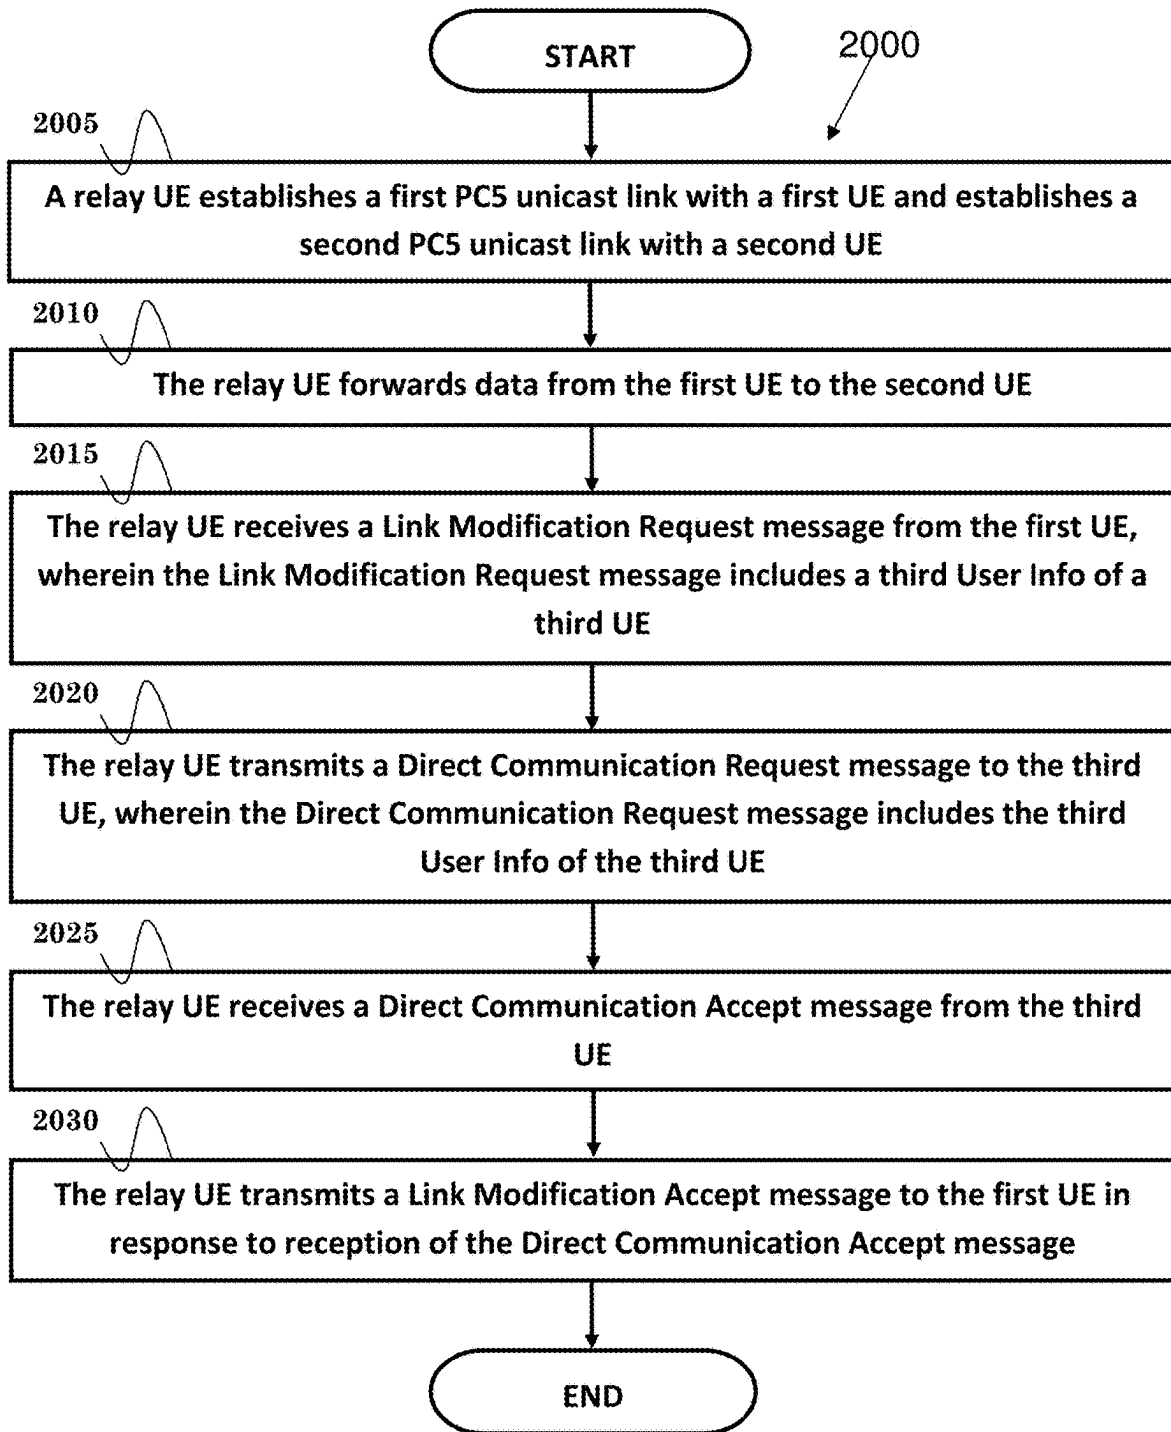 START
2000
2005
A relay UE establishes a first PC5 unicast link with a first UE and establishes a
second PC5 unicast link with a second UE
2010
The relay UE forwards data from the first UE to the second UE
2015
The relay UE receives a Link Modification Request message from the first UE,
wherein the Link Modification Request message includes a third User Info of a
third UE
2020
The relay UE transmits a Direct Communication Request message to the third
UE, wherein the Direct Communication Request message includes the third
User Info of the third UE
2025
The relay UE receives a Direct Communication Accept message from the third
UE
2030
The relay UE transmits a Link Modification Accept message to the first UE in
response to reception of the Direct Communication Accept message
END